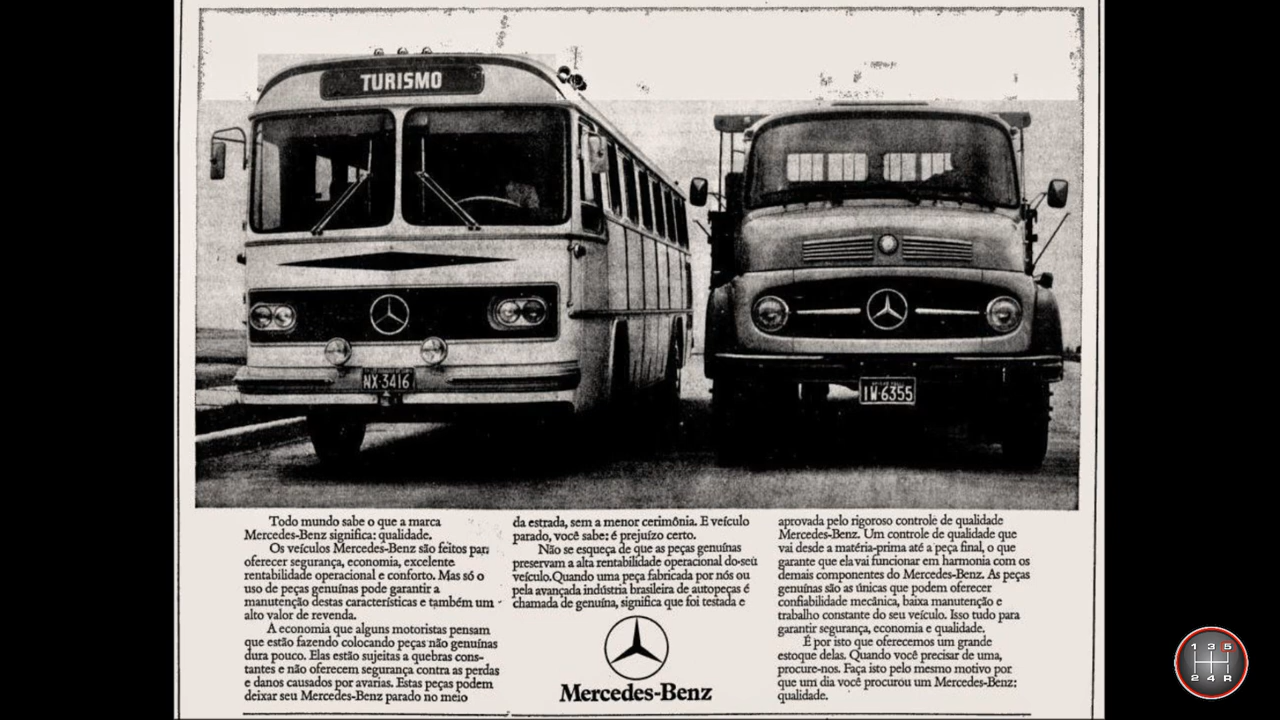 TURISMO
NX·3416
IW·6355
Todo mundo sabe o que a marca
Mercedes-Benz significa: qualidade.
Os veículos Mercedes-Benz são feitos para
oferecer segurança, economia, excelente
rentabilidade operacional e conforto. Mas só o
uso de peças genuínas pode garantir a
manutenção destas características e também um
alto valor de revenda.
A economia que alguns motoristas pensam
que estão fazendo colocando peças não genuínas
dura pouco. Elas estão sujeitas a quebras cons-
tantes e não oferecem segurança contra as perdas
e danos causados por avarias. Estas peças podem
deixar seu Mercedes-Benz parado no meio
da estrada, sem a menor cerimônia. E veículo
parado, você sabe: é prejuízo certo.
Não se esqueça de que as peças genuínas
preservam a alta rentabilidade operacional do seu
veículo.Quando uma peça fabricada por nós ou
pela avançada indústria brasileira de autopeças é
chamada de genuína, significa que foi testada e
Mercedes-Benz
aprovada pelo rigoroso controle de qualidade
Mercedes-Benz. Um controle de qualidade que
vai desde a matéria-prima até a peça final, o que
garante que ela vai funcionar em harmonia com os
demais componentes do Mercedes-Benz. As peças
genuínas são as únicas que podem oferecer
confiabilidade mecânica, baixa manutenção e
trabalho constante do seu veículo. Isso tudo para
garantir segurança, economia e qualidade.
É por isto que oferecemos um grande
estoque delas. Quando você precisar de uma,
procure-nos. Faça isto pelo mesmo motivo por
que um dia você procurou um Mercedes-Benz:
qualidade.
1 3 5
2 4 R